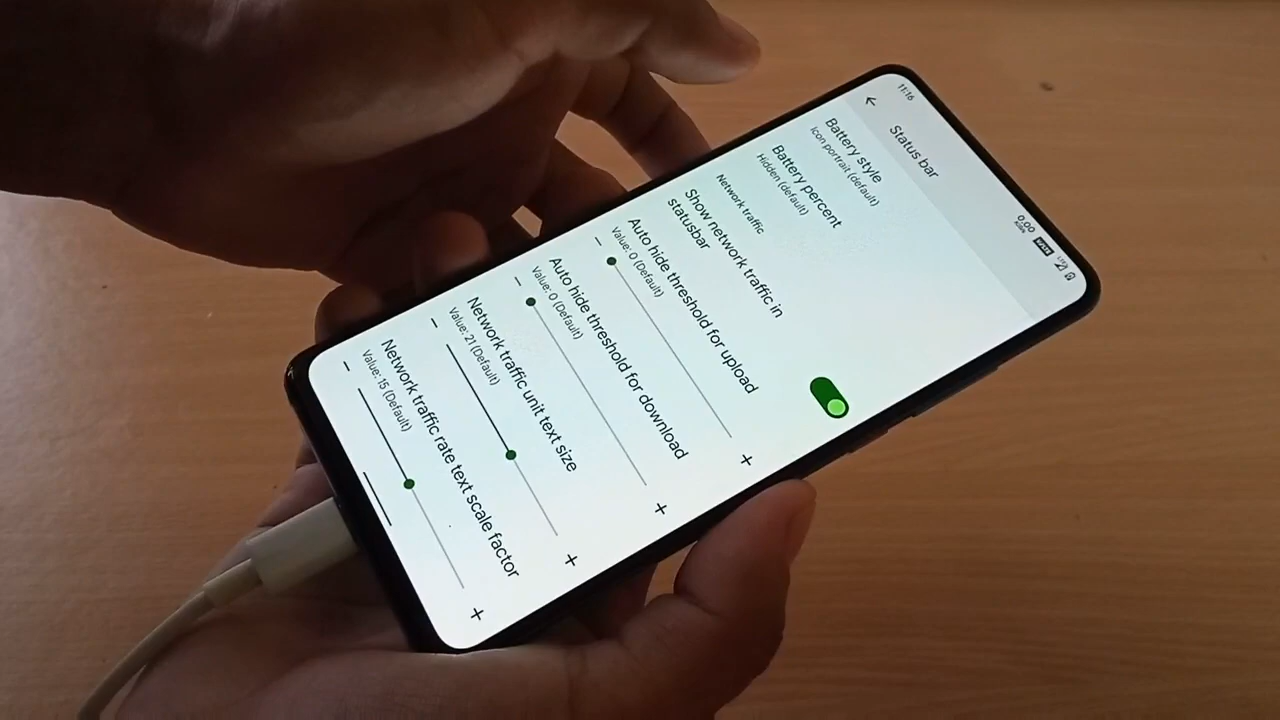 11:16
0.00
Status bar
Battery style
Icon portrait (default)
Battery percent
Hidden (default)
Network traffic
Show network traffic in
statusbar
Auto hide threshold for upload
Value: 0 (Default)
Auto hide threshold for download
Value: 0 (Default)
Network traffic unit text size
Value: 21 (Default)
Network traffic rate text scale factor
Value: 15 (Default)